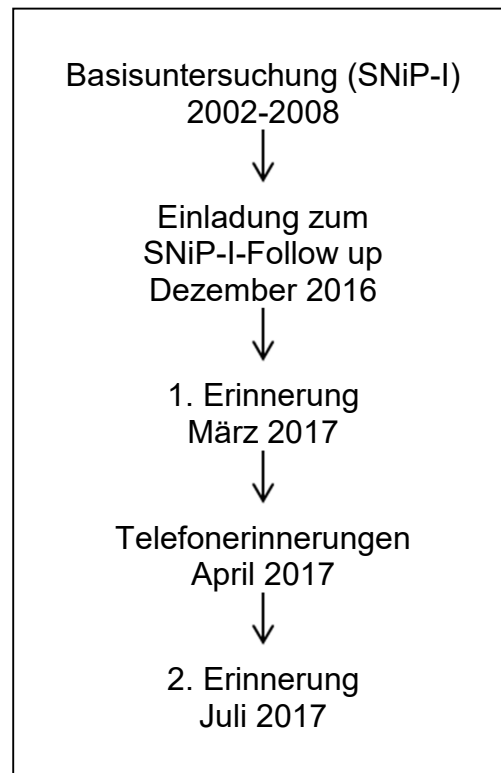 Basisuntersuchung (SNiP-I)
2002-2008
Einladung zum
SNiP-I-Follow up
Dezember 2016
1. Erinnerung
März 2017
Telefonerinnerungen
April 2017
2. Erinnerung
Juli 2017